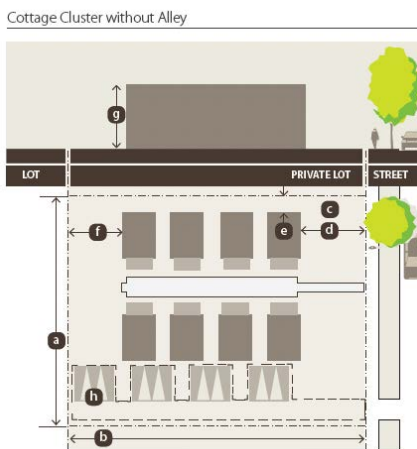 Cottage Cluster without Alley
g
LOT PRIVATE LOT STREET
c
f e d
a
h
b